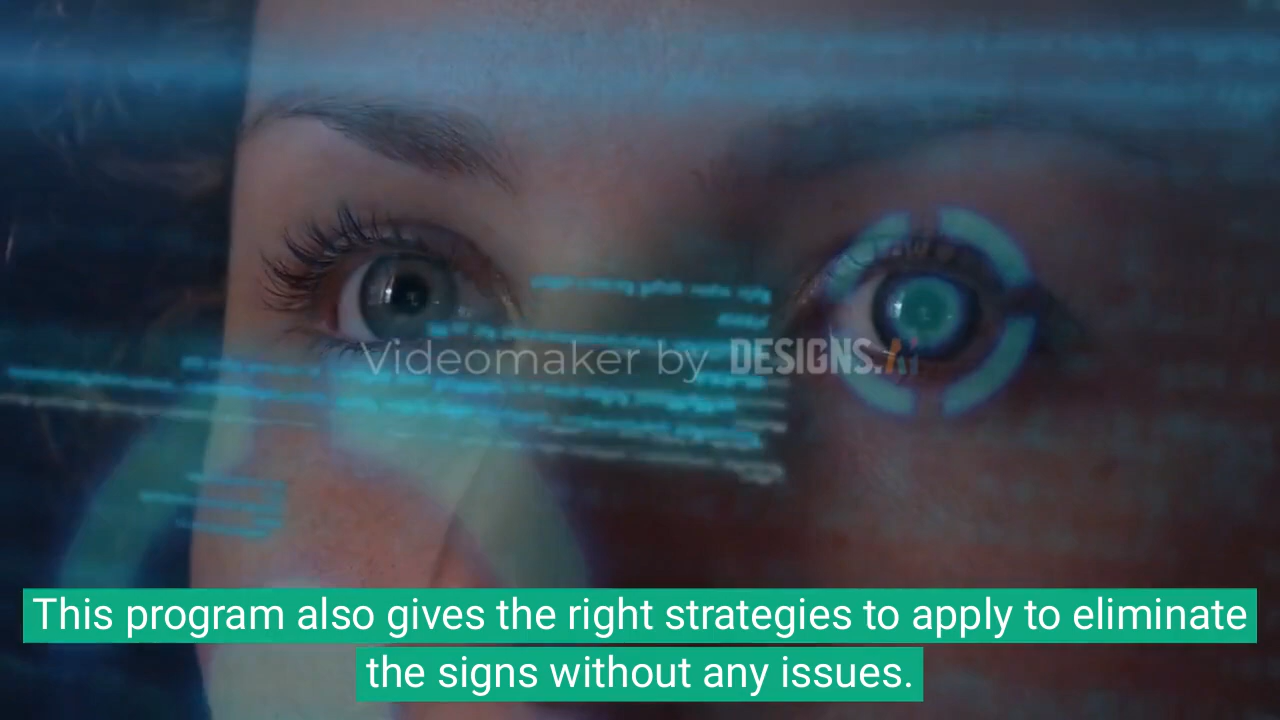 Videomaker by DESIGNS.AI
This program also gives the right strategies to apply to eliminate
the signs without any issues.